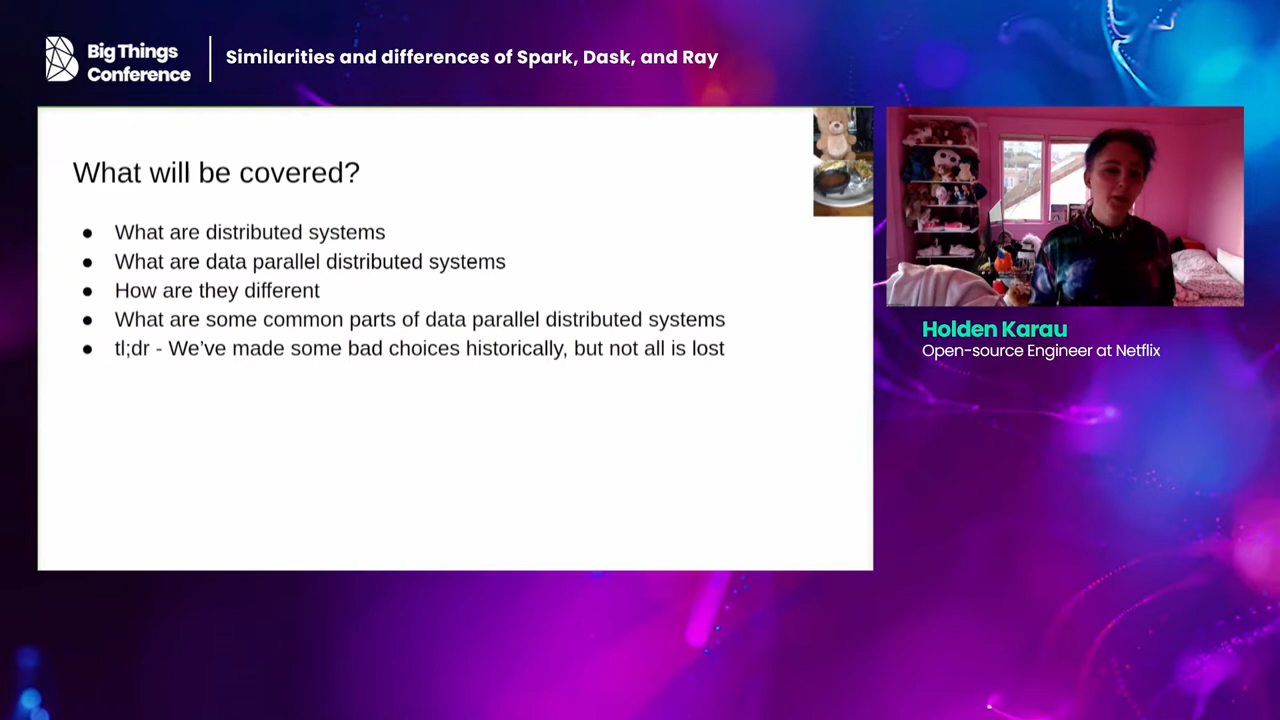 Big Things
Conference
Similarities and differences of Spark, Dask, and Ray
What will be covered?
● What are distributed systems
● What are data parallel distributed systems
● How are they different
● What are some common parts of data parallel distributed systems
● tl;dr - We’ve made some bad choices historically, but not all is lost
Holden Karau
Open-source Engineer at Netflix